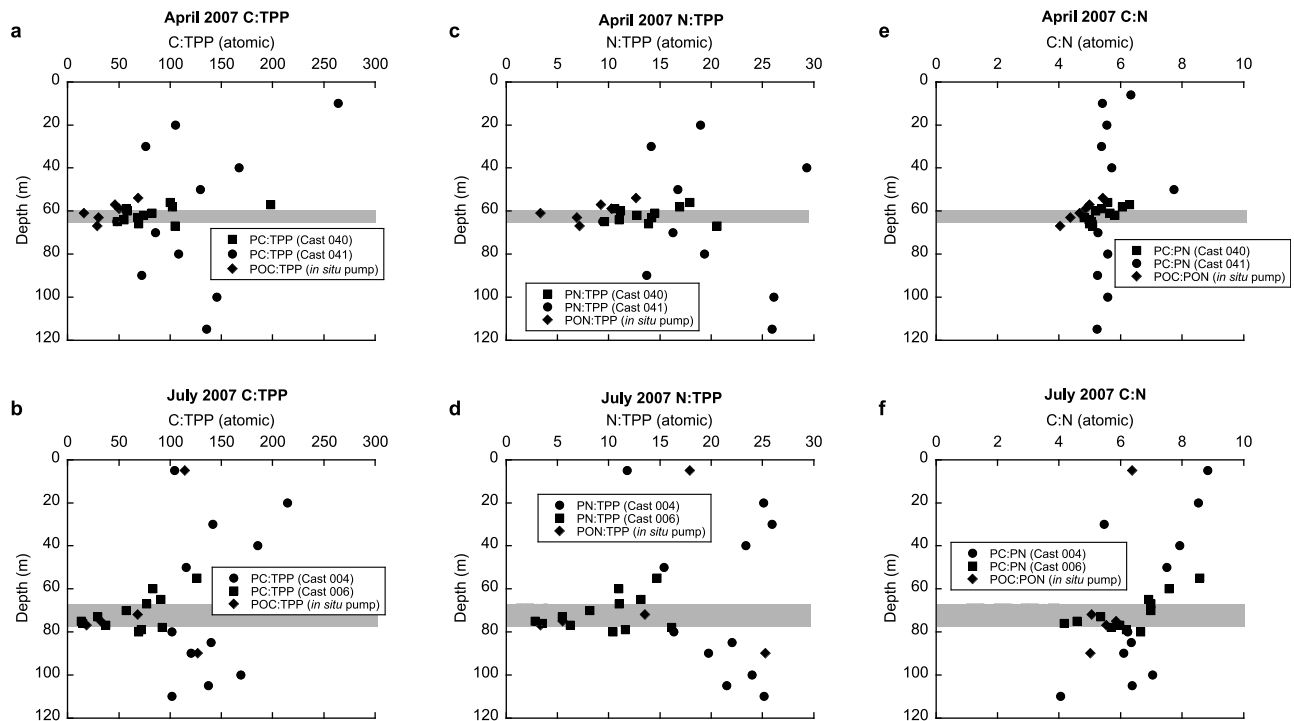 a
April 2007 C:TPP
C:TPP (atomic)
0 50 100 150 200 250 300
Depth (m)
0
20
40
60
80
100
120
PC:TPP (Cast 040)
PC:TPP (Cast 041)
POC:TPP (in situ pump)
c
April 2007 N:TPP
N:TPP (atomic)
0 5 10 15 20 25 30
Depth (m)
0
20
40
60
80
100
120
PN:TPP (Cast 040)
PN:TPP (Cast 041)
PON:TPP (in situ pump)
e
April 2007 C:N
C:N (atomic)
0 2 4 6 8 10
Depth (m)
0
20
40
60
80
100
120
PC:PN (Cast 040)
PC:PN (Cast 041)
POC:PON (in situ pump)
b
July 2007 C:TPP
C:TPP (atomic)
0 50 100 150 200 250 300
Depth (m)
0
20
40
60
80
100
120
PC:TPP (Cast 004)
PC:TPP (Cast 006)
POC:TPP (in situ pump)
d
July 2007 N:TPP
N:TPP (atomic)
0 5 10 15 20 25 30
Depth (m)
0
20
40
60
80
100
120
PN:TPP (Cast 004)
PN:TPP (Cast 006)
PON:TPP (in situ pump)
f
July 2007 C:N
C:N (atomic)
0 2 4 6 8 10
Depth (m)
0
20
40
60
80
100
120
PC:PN (Cast 004)
PC:PN (Cast 006)
POC:PON (in situ pump)